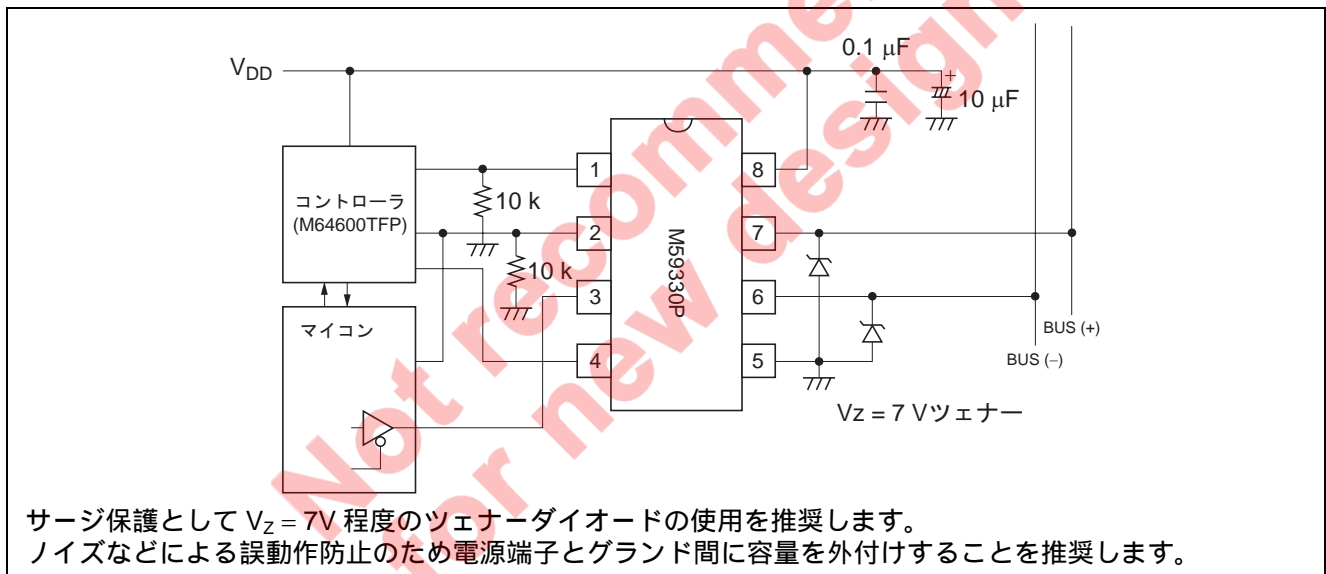 VDD
0.1 μF
+
10 μF
コントローラ
(M64600TFP)
1
8
10 k
2
7
10 k
M59330P
3
6
マイコン
BUS (+)
4
5
BUS (−)
Vz = 7 Vツェナー
サージ保護として VZ = 7V 程度のツェナーダイオードの使用を推奨します。
ノイズなどによる誤動作防止のため電源端子とグランド間に容量を外付けすることを推奨します。
Not recomme
for new design